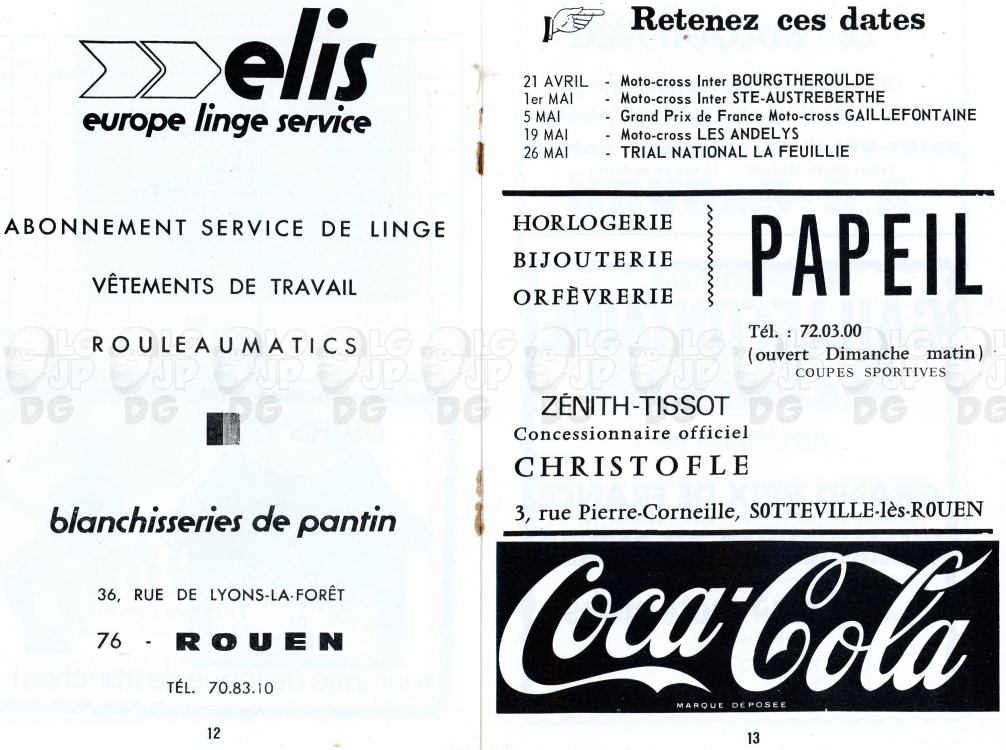 elis
europe linge service
ABONNEMENT SERVICE DE LINGE
VÊTEMENTS DE TRAVAIL
ROULEAUMATICS
blanchisseries de pantin
36, RUE DE LYONS-LA-FORÊT
76 - ROUEN
TÉL. 70.83.10
12
Retenez ces dates
21 AVRIL - Moto-cross Inter BOURGTHEROULDE
1er MAI - Moto-cross Inter STE-AUSTREBERTHE
5 MAI - Grand Prix de France Moto-cross GAILLEFONTAINE
19 MAI - Moto-cross LES ANDELYS
26 MAI - TRIAL NATIONAL LA FEUILLIE
HORLOGERIE
BIJOUTERIE
ORFÈVRERIE
PAPEIL
Tél. : 72.03.00
(ouvert Dimanche matin)
COUPES SPORTIVES
ZÉNITH-TISSOT
Concessionnaire officiel
CHRISTOFLE
3, rue Pierre-Corneille, SOTTEVILLE-lès-ROUEN
Coca-Cola
MARQUE DEPOSEE
13
LG JP DG